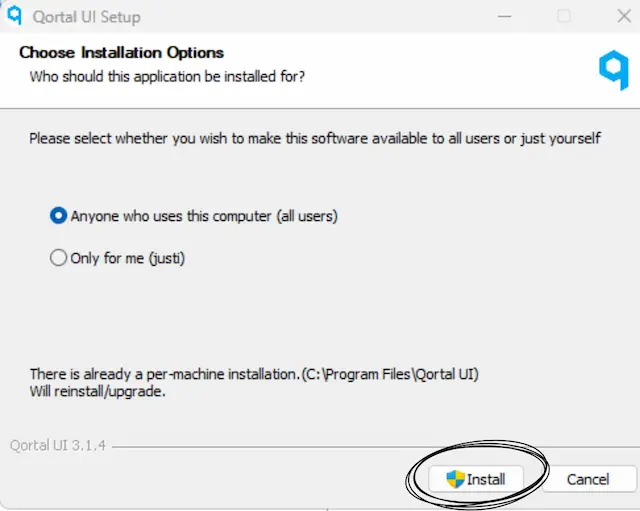 Qortal UI Setup
Choose Installation Options
Who should this application be installed for?
Please select whether you wish to make this software available to all users or just yourself
Anyone who uses this computer (all users)
Only for me (justi)
There is already a per-machine installation.(C:\Program Files\Qortal UI)
Will reinstall/upgrade.
Qortal UI 3.1.4
Install
Cancel